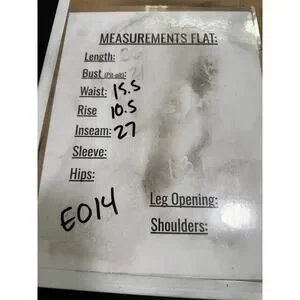 MEASUREMENTS FLAT:
Length:
Bust (Pit-pit):
Waist: 15.5
Rise 10.5
Inseam: 27
Sleeve:
Hips:
Leg Opening:
E014
Shoulders: